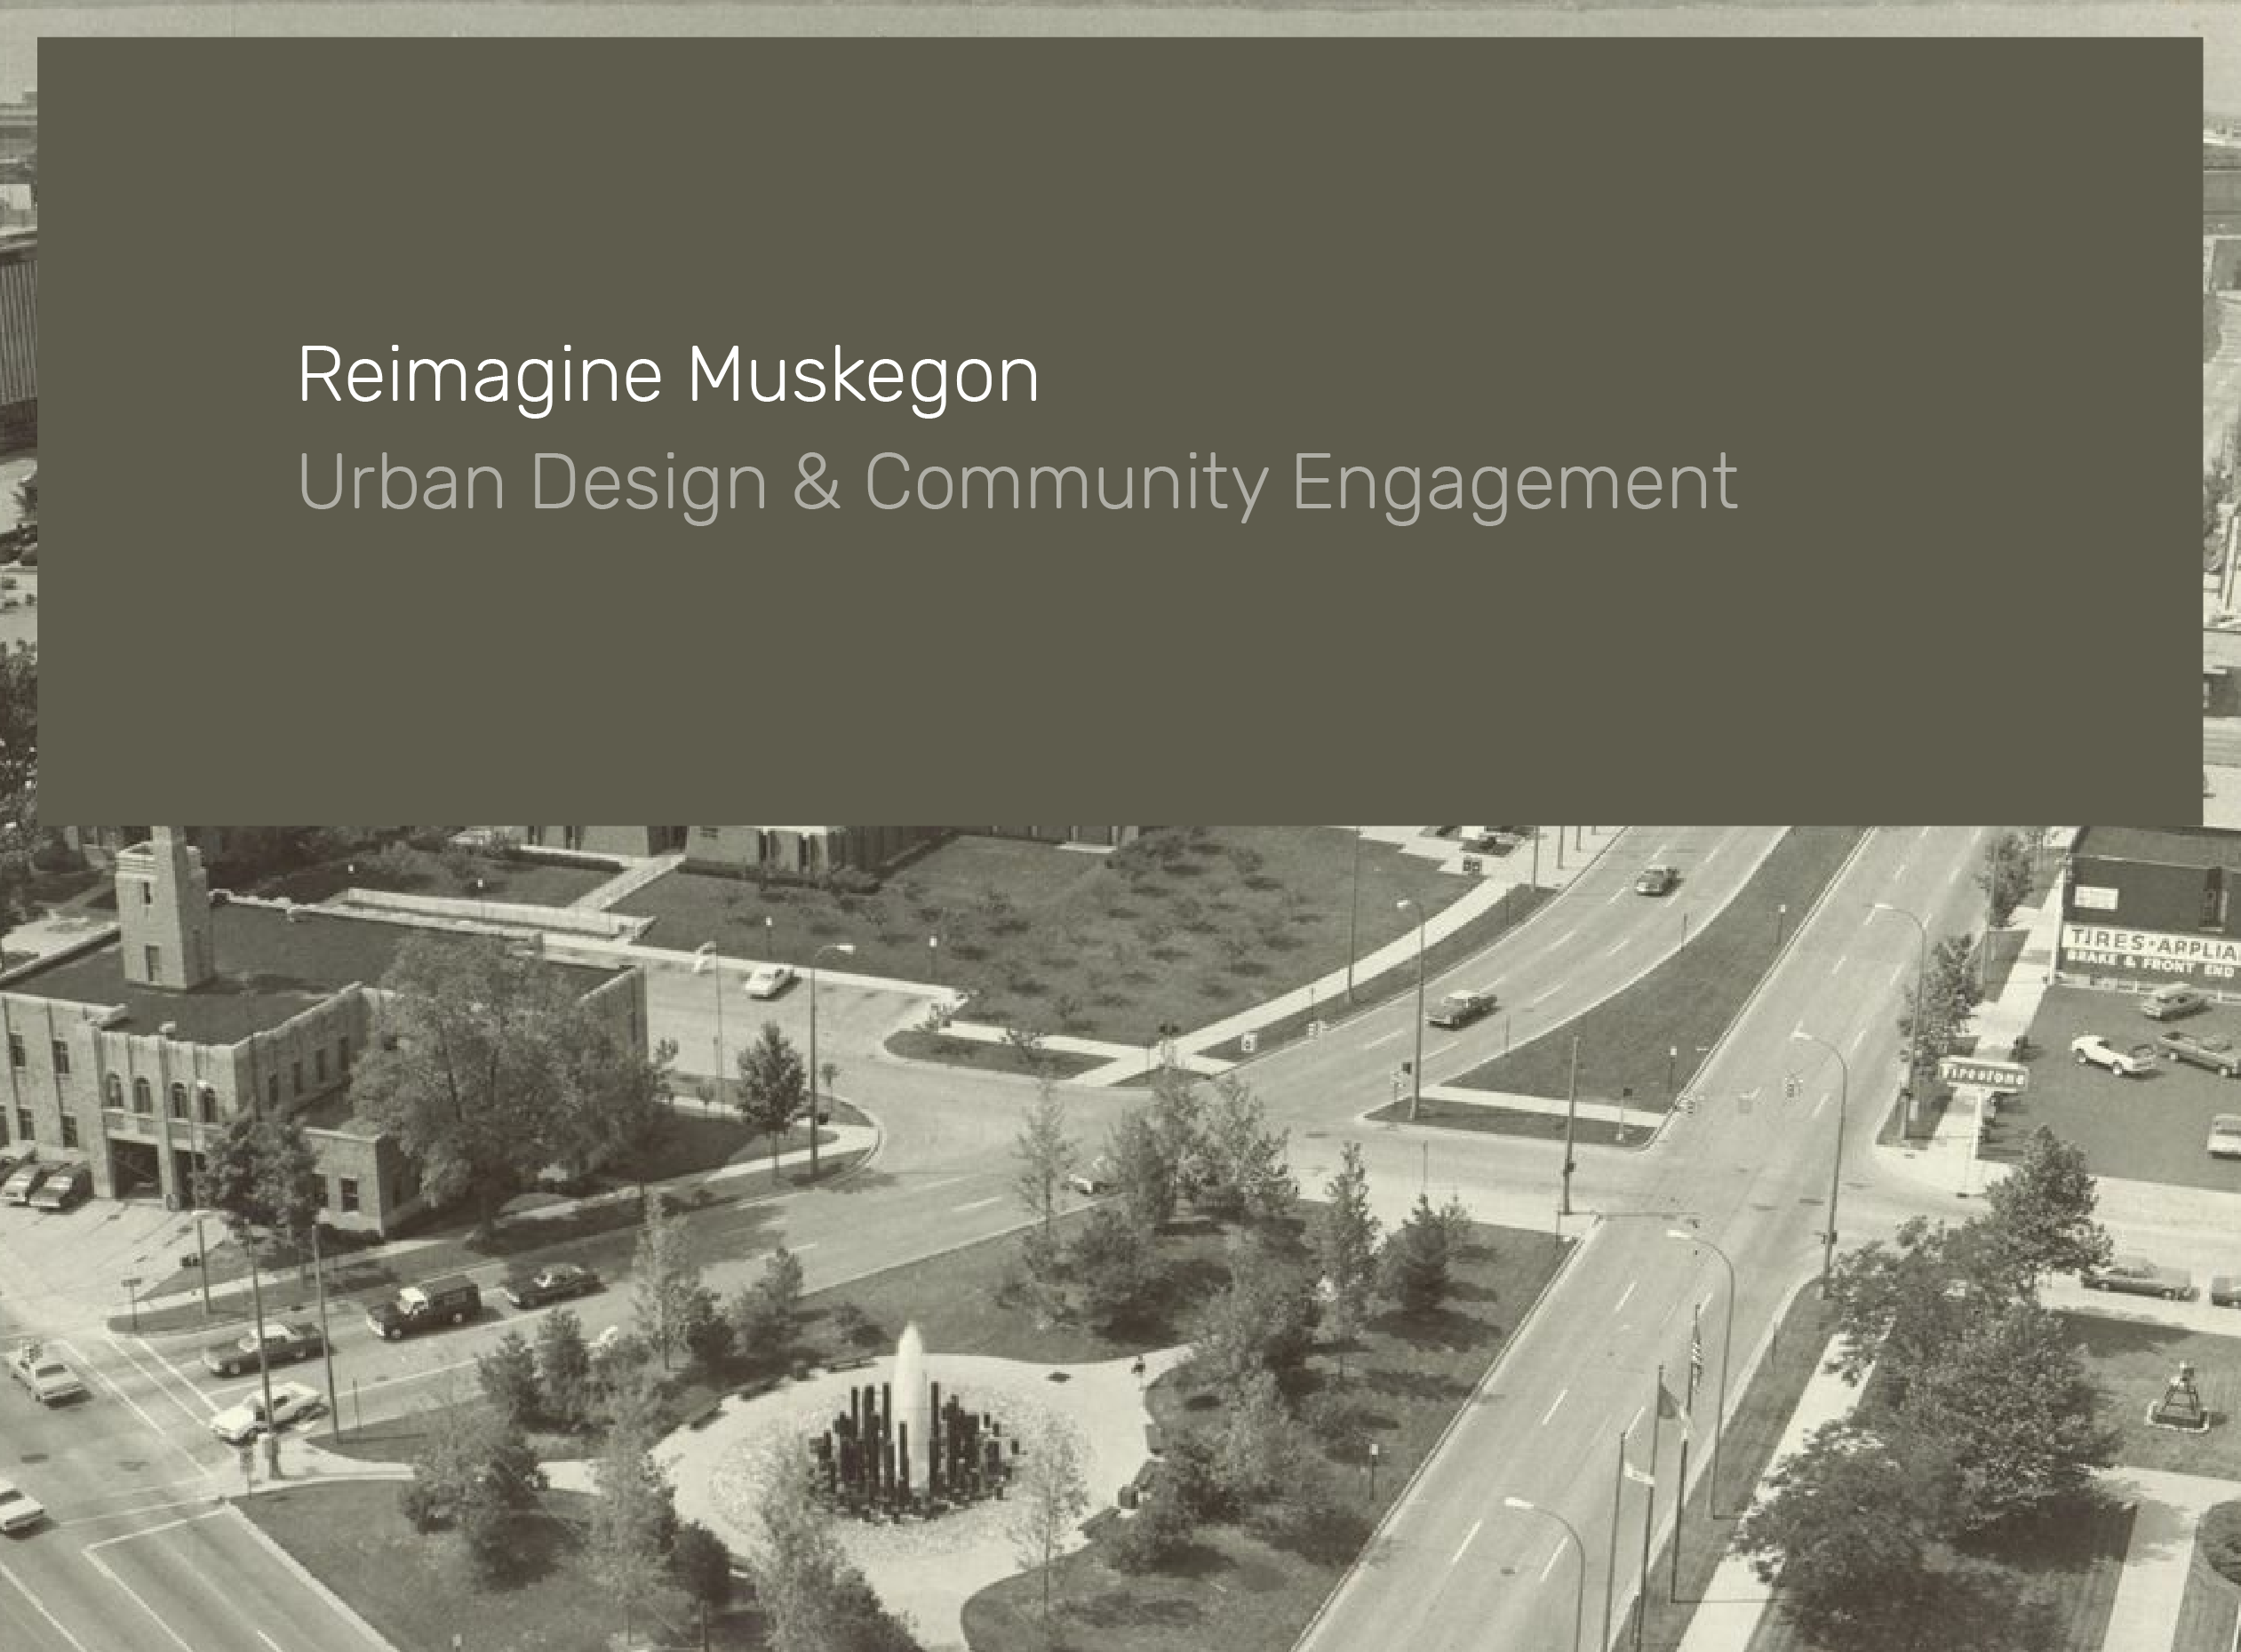 Reimagine Muskegon
Urban Design & Community Engagement
TIRES • APPLIA
BRAKE & FRONT END
Firestone